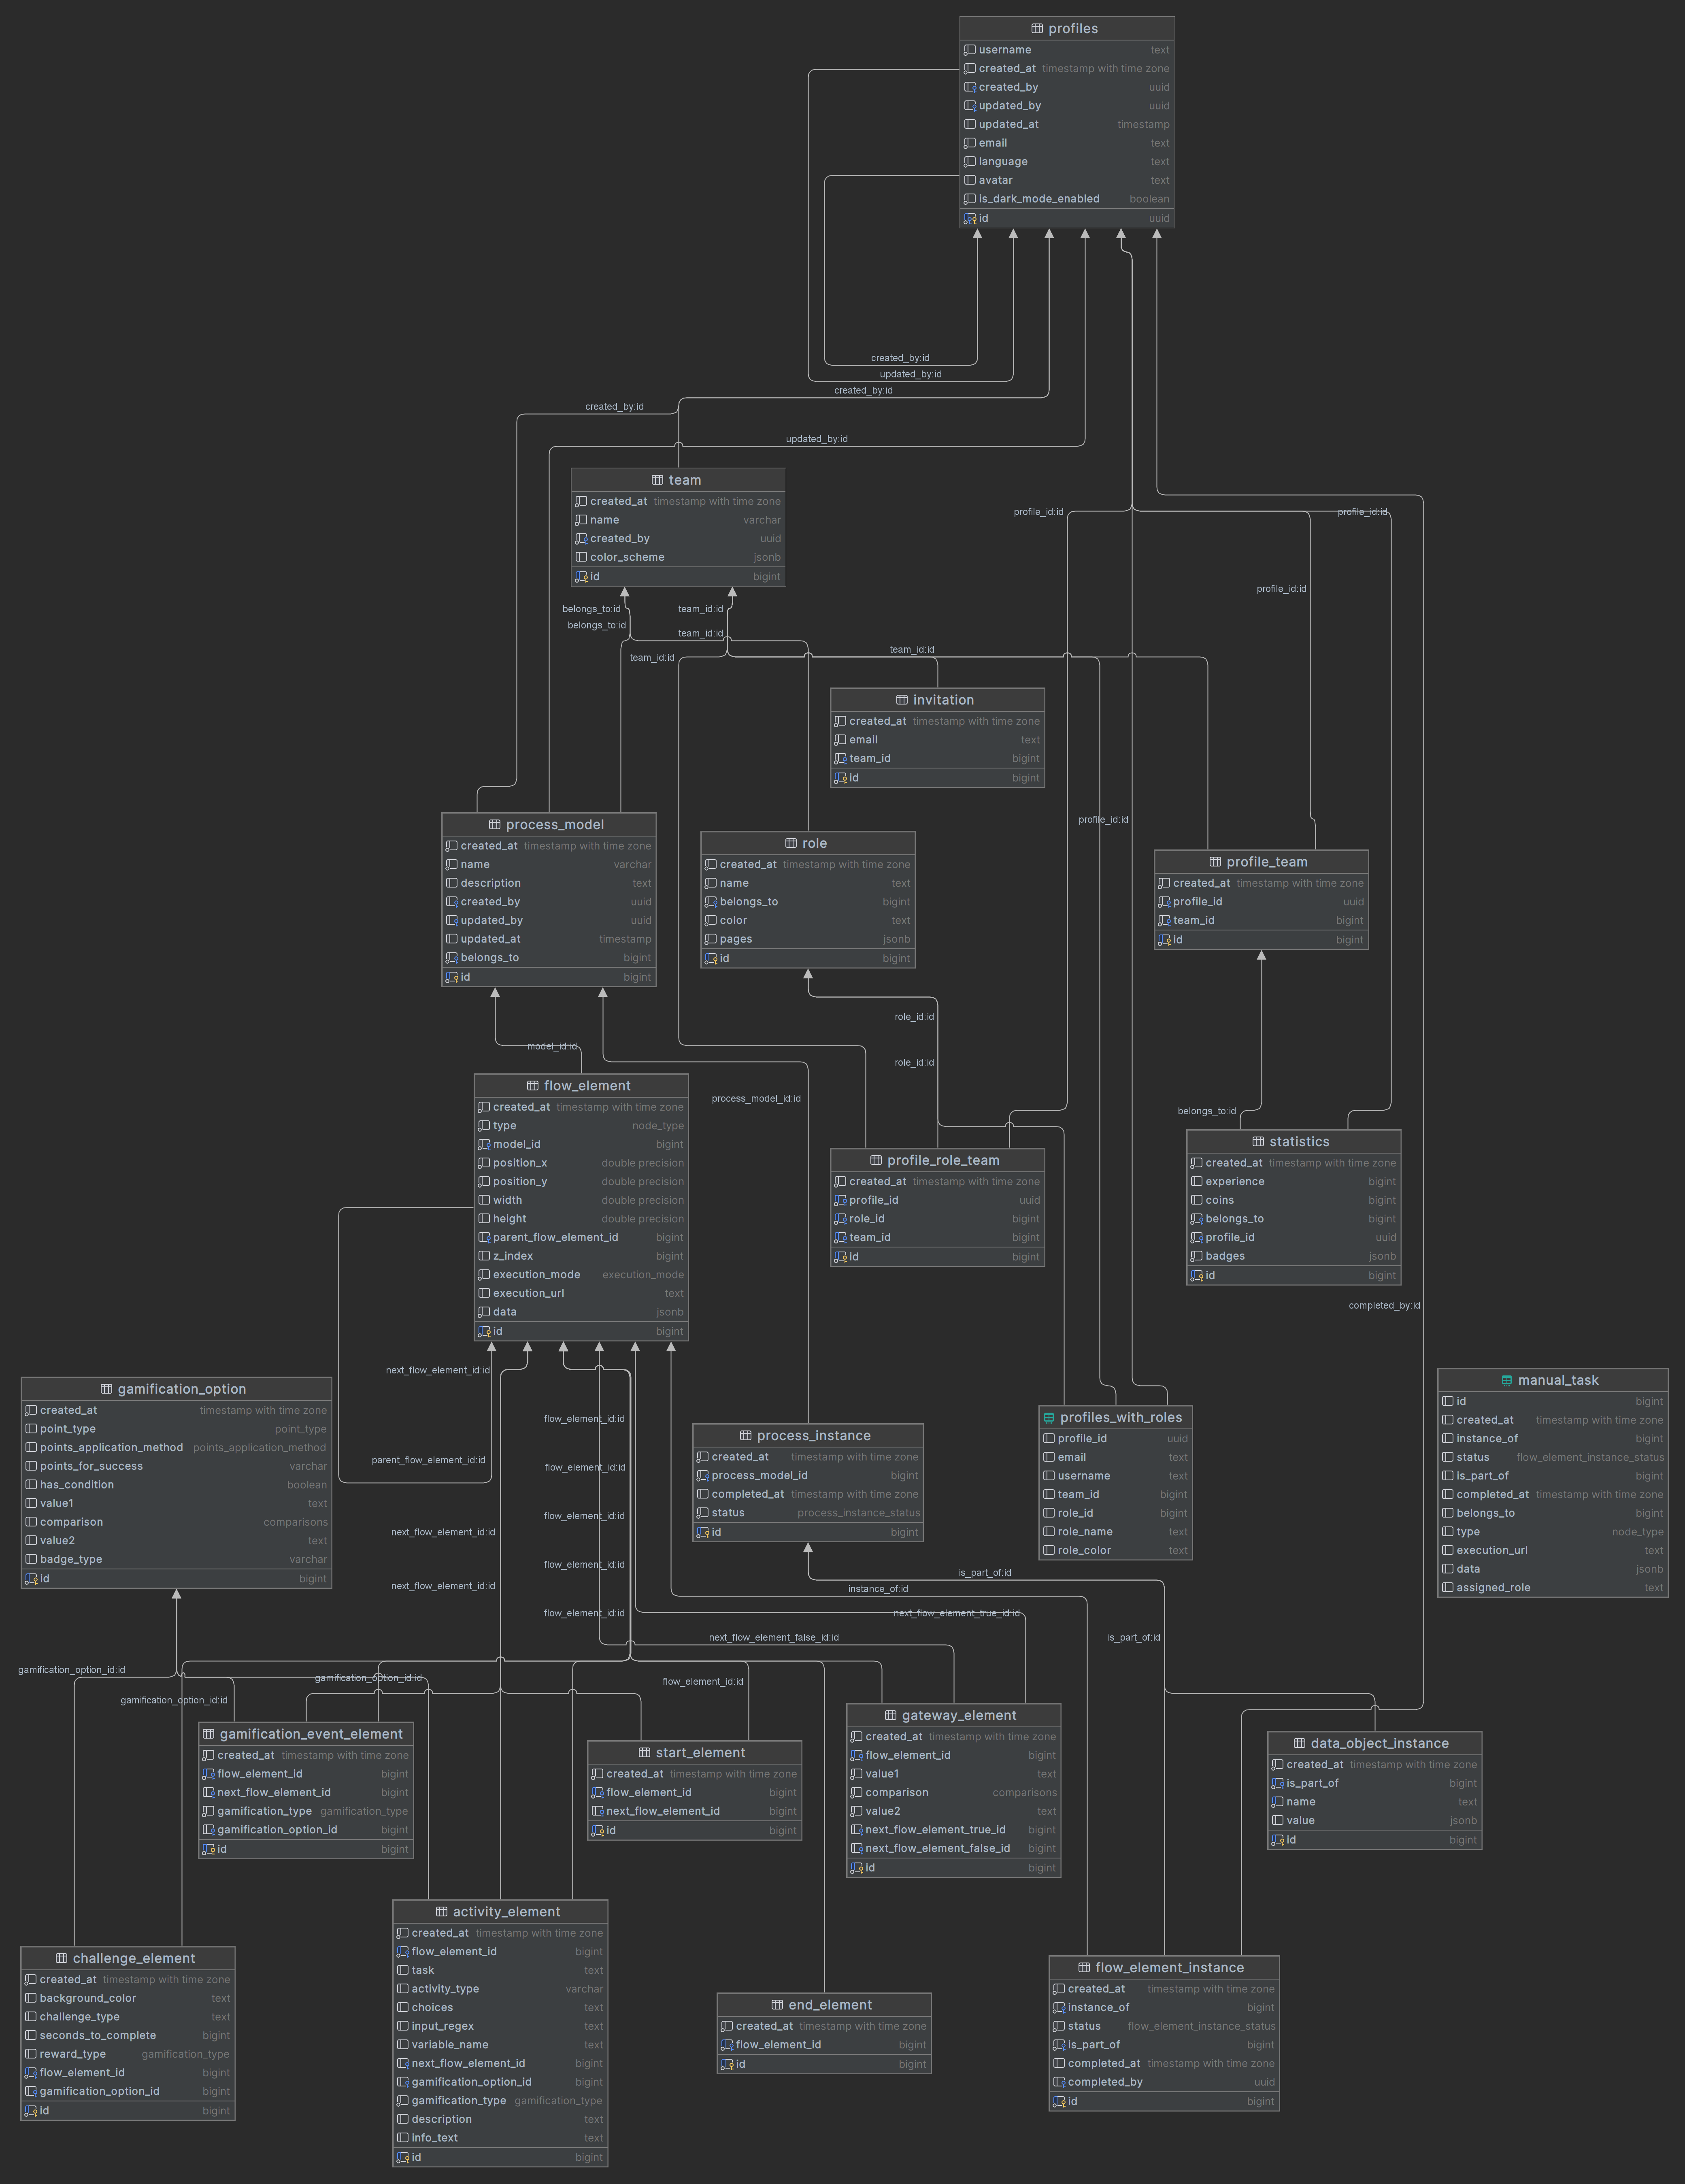 profiles
username text
created_at timestamp with time zone
created_by uuid
updated_by uuid
updated_at timestamp
email text
language text
avatar text
is_dark_mode_enabled boolean
id uuid
created_by:id
updated_by:id
created_by:id
created_by:id
updated_by:id
team
created_at timestamp with time zone
name varchar
created_by uuid
color_scheme jsonb
id bigint
profile_id:id
profile_id:id
profile_id:id
belongs_to:id
team_id:id
belongs_to:id
team_id:id
team_id:id
team_id:id
invitation
created_at timestamp with time zone
email text
team_id bigint
id bigint
profile_id:id
process_model
created_at timestamp with time zone
name varchar
description text
created_by uuid
updated_by uuid
updated_at timestamp
belongs_to bigint
id bigint
role
created_at timestamp with time zone
name text
belongs_to bigint
color text
pages jsonb
id bigint
profile_team
created_at timestamp with time zone
profile_id uuid
team_id bigint
id bigint
role_id:id
model_id:id
role_id:id
process_model_id:id
belongs_to:id
flow_element
created_at timestamp with time zone
type node_type
model_id bigint
position_x double precision
position_y double precision
width double precision
height double precision
parent_flow_element_id bigint
z_index bigint
execution_mode execution_mode
execution_url text
data jsonb
id bigint
profile_role_team
created_at timestamp with time zone
profile_id uuid
role_id bigint
team_id bigint
id bigint
statistics
created_at timestamp with time zone
experience bigint
coins bigint
belongs_to bigint
profile_id uuid
badges jsonb
id bigint
completed_by:id
next_flow_element_id:id
flow_element_id:id
parent_flow_element_id:id
flow_element_id:id
flow_element_id:id
next_flow_element_id:id
flow_element_id:id
next_flow_element_id:id
flow_element_id:id
gamification_option
created_at timestamp with time zone
point_type point_type
points_application_method points_application_method
points_for_success varchar
has_condition boolean
value1 text
comparison comparisons
value2 text
badge_type varchar
id bigint
process_instance
created_at timestamp with time zone
process_model_id bigint
completed_at timestamp with time zone
status process_instance_status
id bigint
profiles_with_roles
profile_id uuid
email text
username text
team_id bigint
role_id bigint
role_name text
role_color text
manual_task
id bigint
created_at timestamp with time zone
instance_of bigint
status flow_element_instance_status
is_part_of bigint
completed_at timestamp with time zone
belongs_to bigint
type node_type
execution_url text
data jsonb
assigned_role text
is_part_of:id
instance_of:id
next_flow_element_true_id:id
next_flow_element_false_id:id
is_part_of:id
gamification_option_id:id
gamification_option_id:id
flow_element_id:id
gamification_option_id:id
gamification_event_element
created_at timestamp with time zone
flow_element_id bigint
next_flow_element_id bigint
gamification_type gamification_type
gamification_option_id bigint
id bigint
start_element
created_at timestamp with time zone
flow_element_id bigint
next_flow_element_id bigint
id bigint
gateway_element
created_at timestamp with time zone
flow_element_id bigint
value1 text
comparison comparisons
value2 text
next_flow_element_true_id bigint
next_flow_element_false_id bigint
id bigint
data_object_instance
created_at timestamp with time zone
is_part_of bigint
name text
value jsonb
id bigint
challenge_element
created_at timestamp with time zone
background_color text
challenge_type text
seconds_to_complete bigint
reward_type gamification_type
flow_element_id bigint
gamification_option_id bigint
id bigint
activity_element
created_at timestamp with time zone
flow_element_id bigint
task text
activity_type varchar
choices text
input_regex text
variable_name text
next_flow_element_id bigint
gamification_option_id bigint
gamification_type gamification_type
description text
info_text text
id bigint
end_element
created_at timestamp with time zone
flow_element_id bigint
id bigint
flow_element_instance
created_at timestamp with time zone
instance_of bigint
status flow_element_instance_status
is_part_of bigint
completed_at timestamp with time zone
completed_by uuid
id bigint